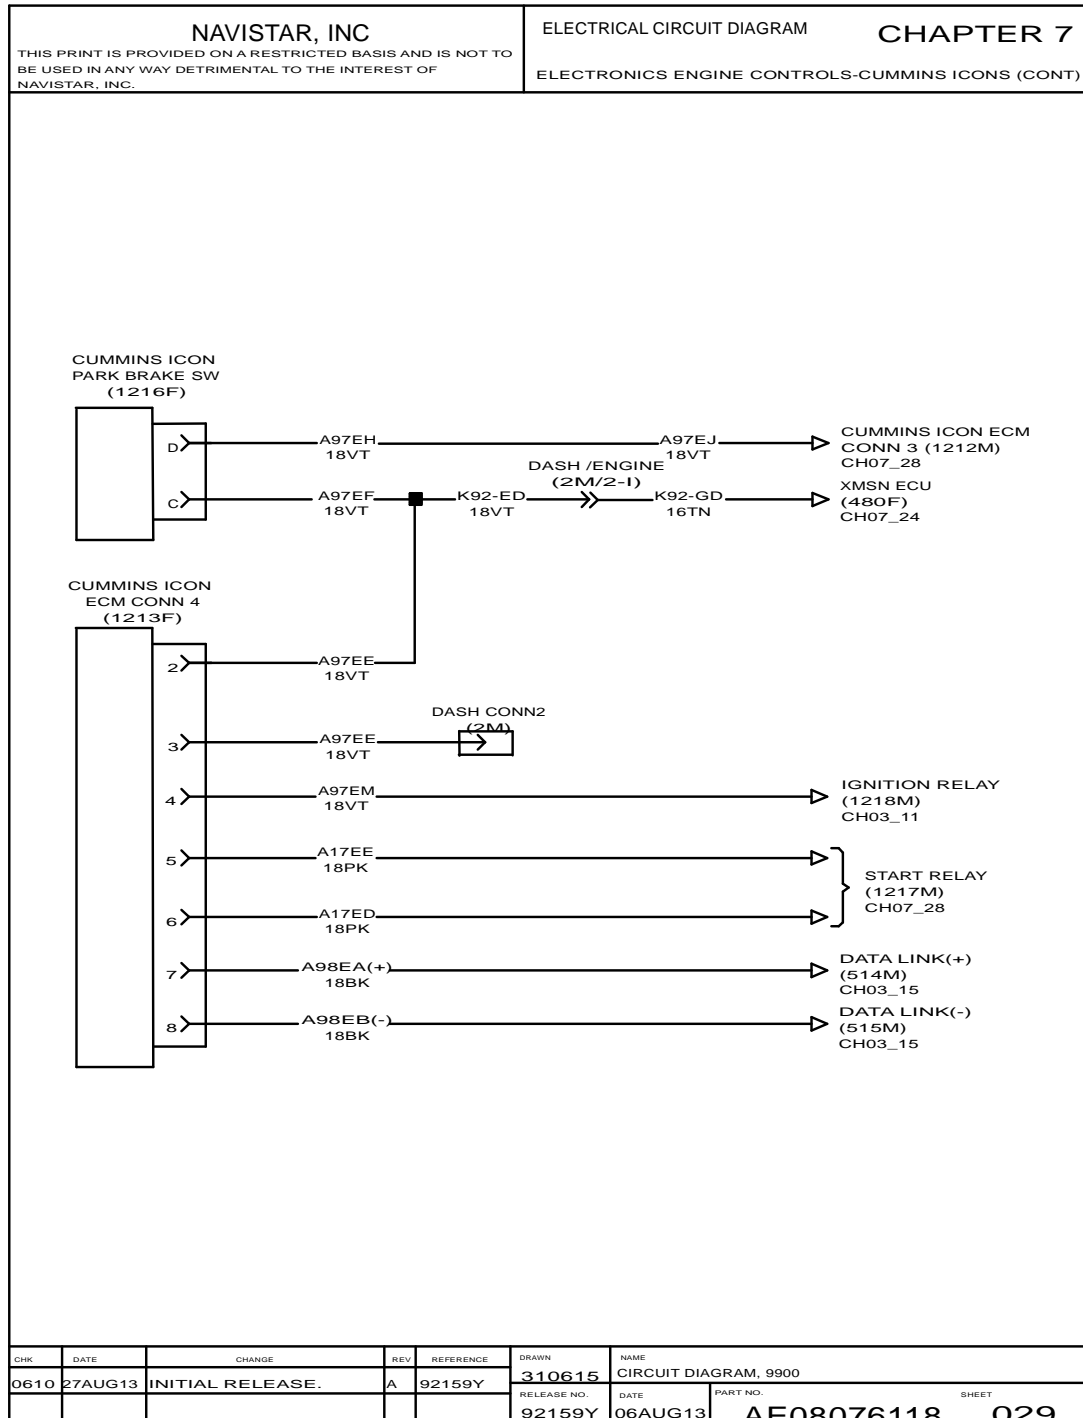 NAVISTAR, INC
THIS PRINT IS PROVIDED ON A RESTRICTED BASIS AND IS NOT TO
BE USED IN ANY WAY DETRIMENTAL TO THE INTEREST OF
NAVISTAR, INC.
ELECTRICAL CIRCUIT DIAGRAM
CHAPTER 7
ELECTRONICS ENGINE CONTROLS-CUMMINS ICONS (CONT)
CUMMINS ICON
PARK BRAKE SW
(1216F)
D
A97EH
18VT
A97EJ
18VT
CUMMINS ICON ECM
CONN 3 (1212M)
CH07_28
DASH /ENGINE
(2M/2-I)
C
A97EF
18VT
K92-ED
18VT
K92-GD
16TN
XMSN ECU
(480F)
CH07_24
CUMMINS ICON
ECM CONN 4
(1213F)
2
A97EE
18VT
DASH CONN2
(2M)
3
A97EE
18VT
4
A97EM
18VT
IGNITION RELAY
(1218M)
CH03_11
5
A17EE
18PK
START RELAY
(1217M)
CH07_28
6
A17ED
18PK
7
A98EA(+)
18BK
DATA LINK(+)
(514M)
CH03_15
8
A98EB(-)
18BK
DATA LINK(-)
(515M)
CH03_15
CHK DATE CHANGE REV REFERENCE
0610 27AUG13 INITIAL RELEASE. A 92159Y
DRAWN
310615
NAME
CIRCUIT DIAGRAM, 9900
RELEASE NO.
92159Y
DATE
06AUG13
PART NO.
AE08076118
SHEET
029